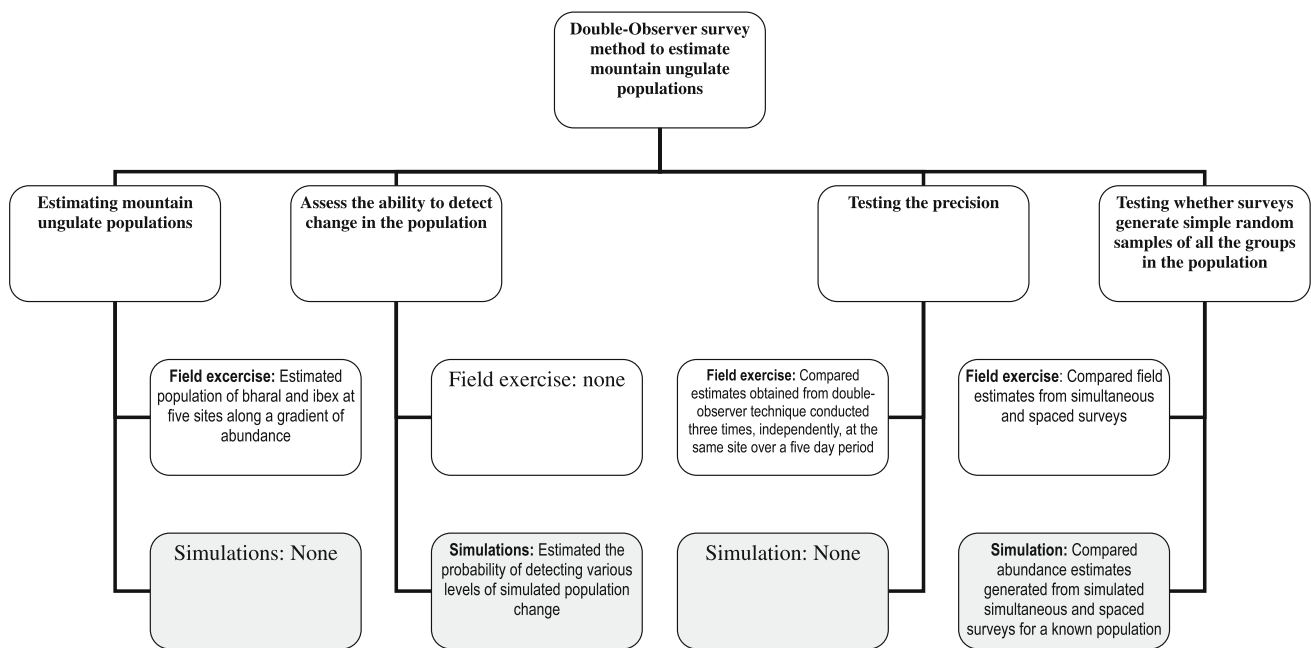 Double-Observer survey
method to estimate
mountain ungulate
populations
Estimating mountain
ungulate populations
Assess the ability to detect
change in the population
Testing the precision
Testing whether surveys
generate simple random
samples of all the groups
in the population
Field excercise: Estimated
population of bharal and ibex at
five sites along a gradient of
abundance
Field exercise: none
Field exercise: Compared
estimates obtained from double-
observer technique conducted
three times, independently, at the
same site over a five day period
Field exercise: Compared field
estimates from simultaneous
and spaced surveys
Simulations: None
Simulations: Estimated the
probability of detecting various
levels of simulated population
change
Simulation: None
Simulation: Compared
abundance estimates
generated from simulated
simultaneous and spaced
surveys for a known population